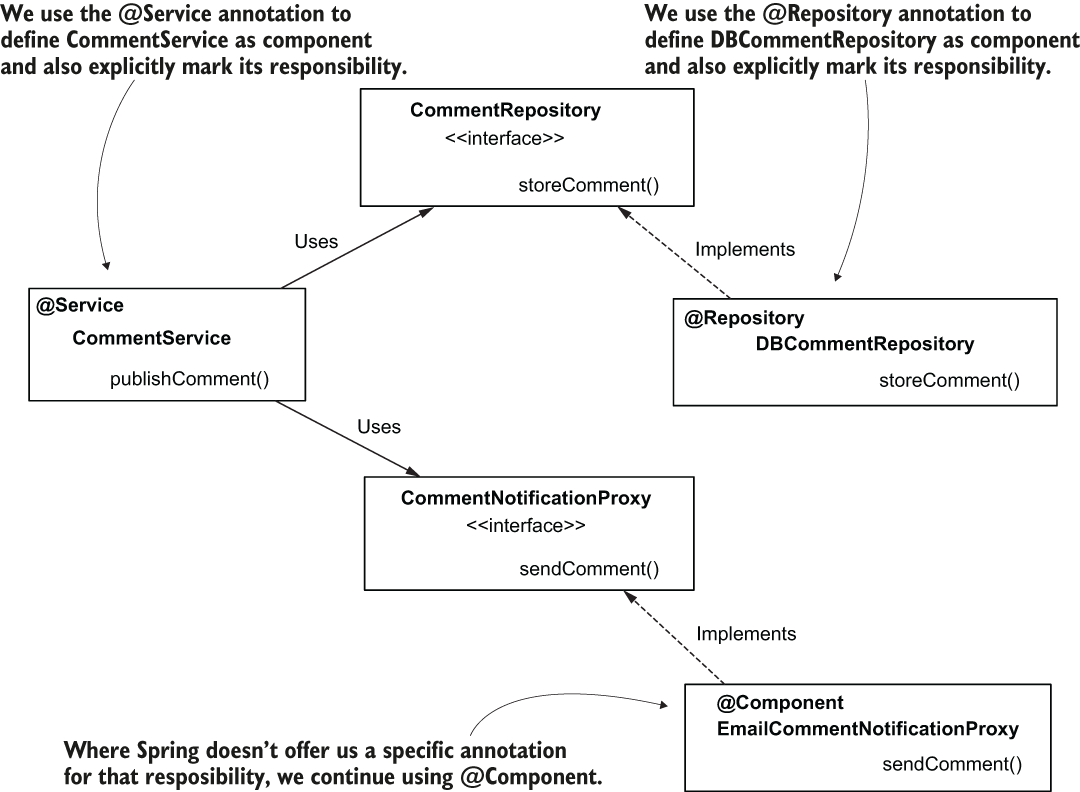 We use the @Service annotation to
define CommentService as component
and also explicitly mark its responsibility.
We use the @Repository annotation to
define DBCommentRepository as component
and also explicitly mark its responsibility.
CommentRepository
<<interface>>
storeComment()
Uses
Implements
@Service
CommentService
publishComment()
@Repository
DBCommentRepository
storeComment()
Uses
CommentNotificationProxy
<<interface>>
sendComment()
Implements
@Component
EmailCommentNotificationProxy
sendComment()
Where Spring doesn’t offer us a specific annotation
for that resposibility, we continue using @Component.